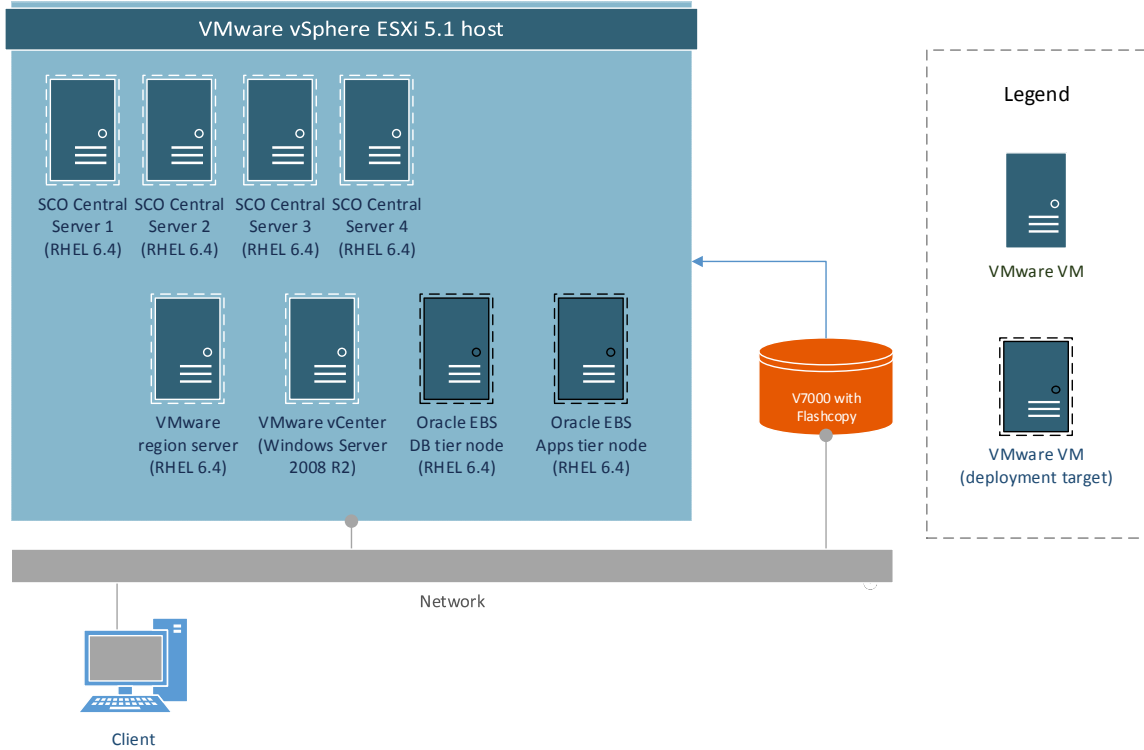 VMware vSphere ESXi 5.1 host
SCO Central
Server 1
(RHEL 6.4)
SCO Central
Server 2
(RHEL 6.4)
SCO Central
Server 3
(RHEL 6.4)
SCO Central
Server 4
(RHEL 6.4)
VMware
region server
(RHEL 6.4)
VMware vCenter
(Windows Server
2008 R2)
Oracle EBS
DB tier node
(RHEL 6.4)
Oracle EBS
Apps tier node
(RHEL 6.4)
V7000 with
Flashcopy
Network
Client
Legend
VMware VM
VMware VM
(deployment target)